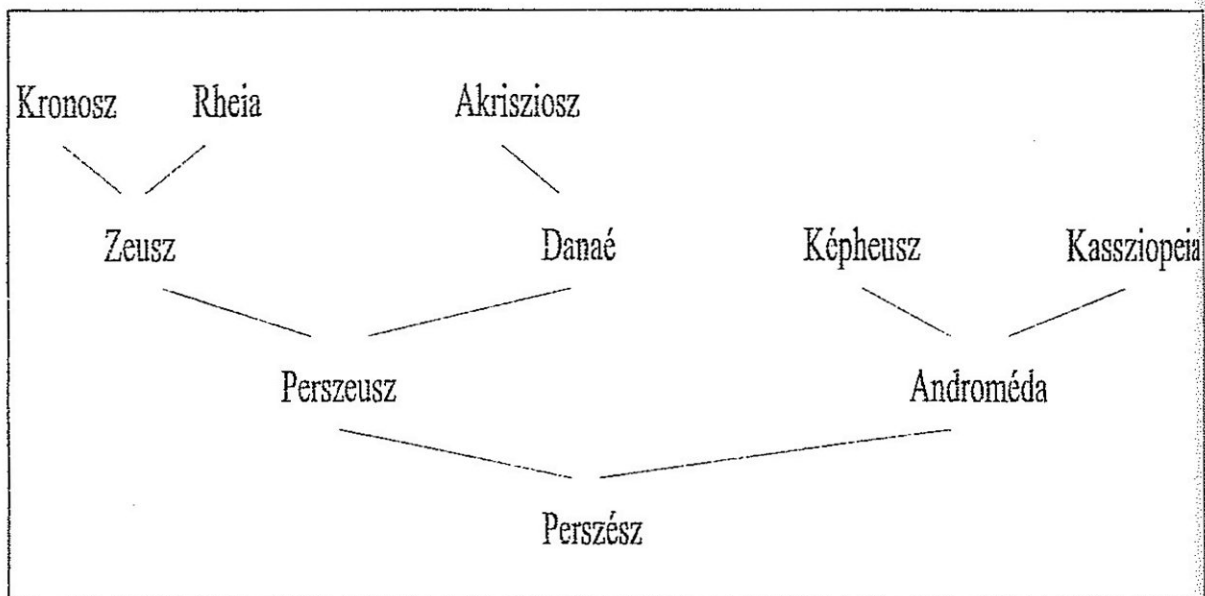 Kronosz Rheia Akrisziosz
Zeusz Danaé Képheusz Kassziopeia
Perszeusz Androméda
Perszész